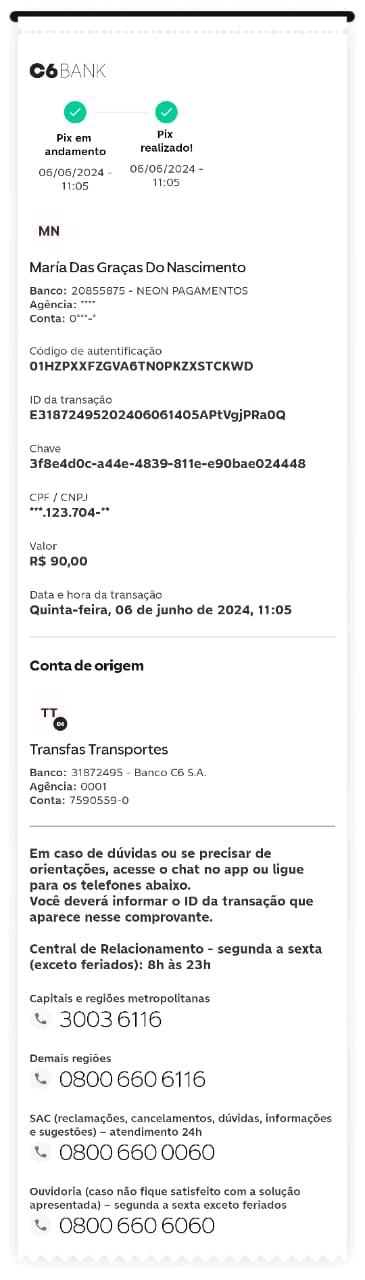 C6BANK
Pix em
andamento
06/06/2024 -
11:05
Pix
realizado!
06/06/2024 -
11:05
MN
María Das Graças Do Nascimento
Banco: 20855875 - NEON PAGAMENTOS
Agência: ****
Conta: 0***-*
Código de autentificação
01HZPXXFZGVA6TN0PKZXSTCKWD
ID da transação
E31872495202406061405APtVgjPRa0Q
Chave
3f8e4d0c-a44e-4839-811e-e90bae024448
CPF / CNPJ
***.123.704-**
Valor
R$ 90,00
Data e hora da transação
Quinta-feira, 06 de junho de 2024, 11:05
Conta de origem
TT
C6
Transfas Transportes
Banco: 31872495 - Banco C6 S.A.
Agência: 0001
Conta: 7590559-0
Em caso de dúvidas ou se precisar de
orientações, acesse o chat no app ou ligue
para os telefones abaixo.
Você deverá informar o ID da transação que
aparece nesse comprovante.
Central de Relacionamento - segunda a sexta
(exceto feriados): 8h às 23h
Capitais e regiões metropolitanas
3003 6116
Demais regiões
0800 660 6116
SAC (reclamações, cancelamentos, dúvidas, informações
e sugestões) – atendimento 24h
0800 660 0060
Ouvidoria (caso não fique satisfeito com a solução
apresentada) – segunda a sexta exceto feriados
0800 660 6060